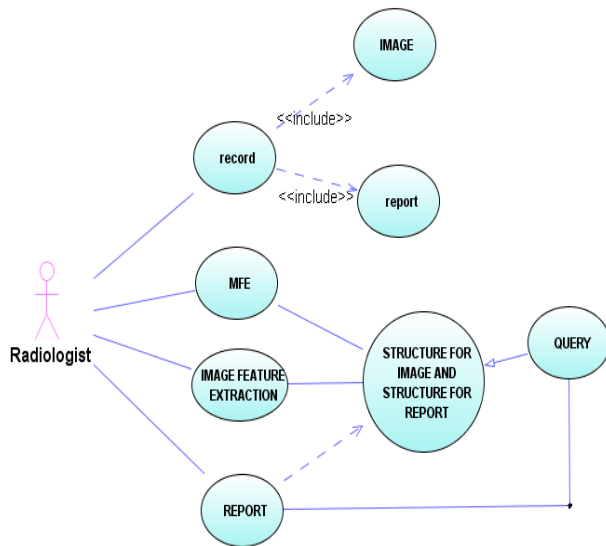 IMAGE
<<include>>
record
<<include>>
report
MFE
Radiologist
STRUCTURE FOR
IMAGE AND
STRUCTURE FOR
REPORT
QUERY
IMAGE FEATURE
EXTRACTION
REPORT